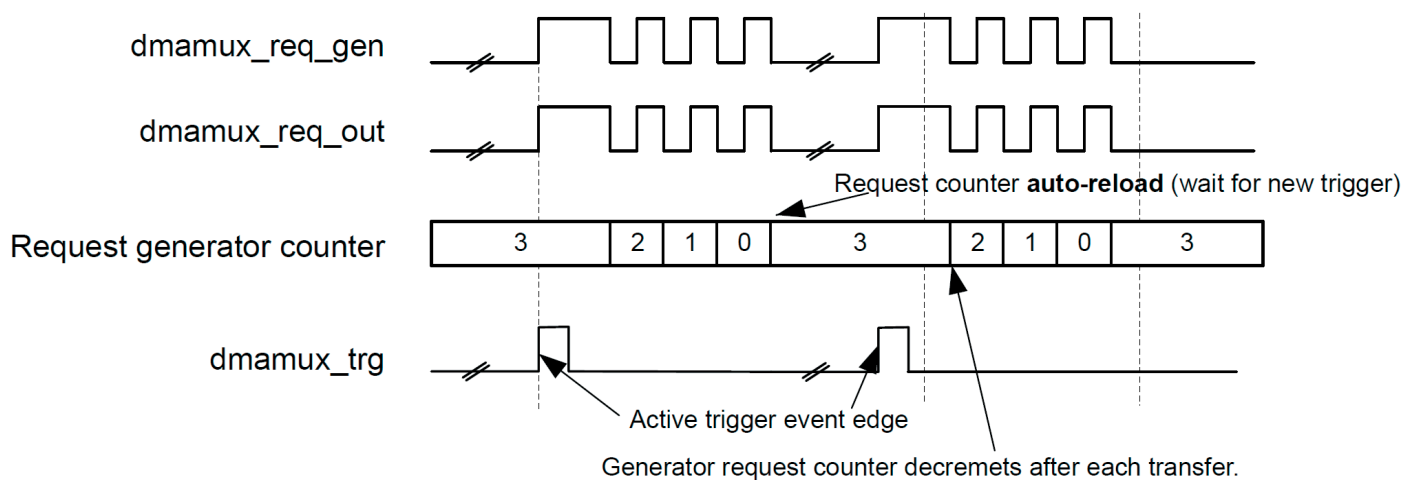 dmamux_req_gen
dmamux_req_out
Request counter auto-reload (wait for new trigger)
Request generator counter
3 2 1 0 3 2 1 0 3
dmamux_trg
Active trigger event edge
Generator request counter decremets after each transfer.